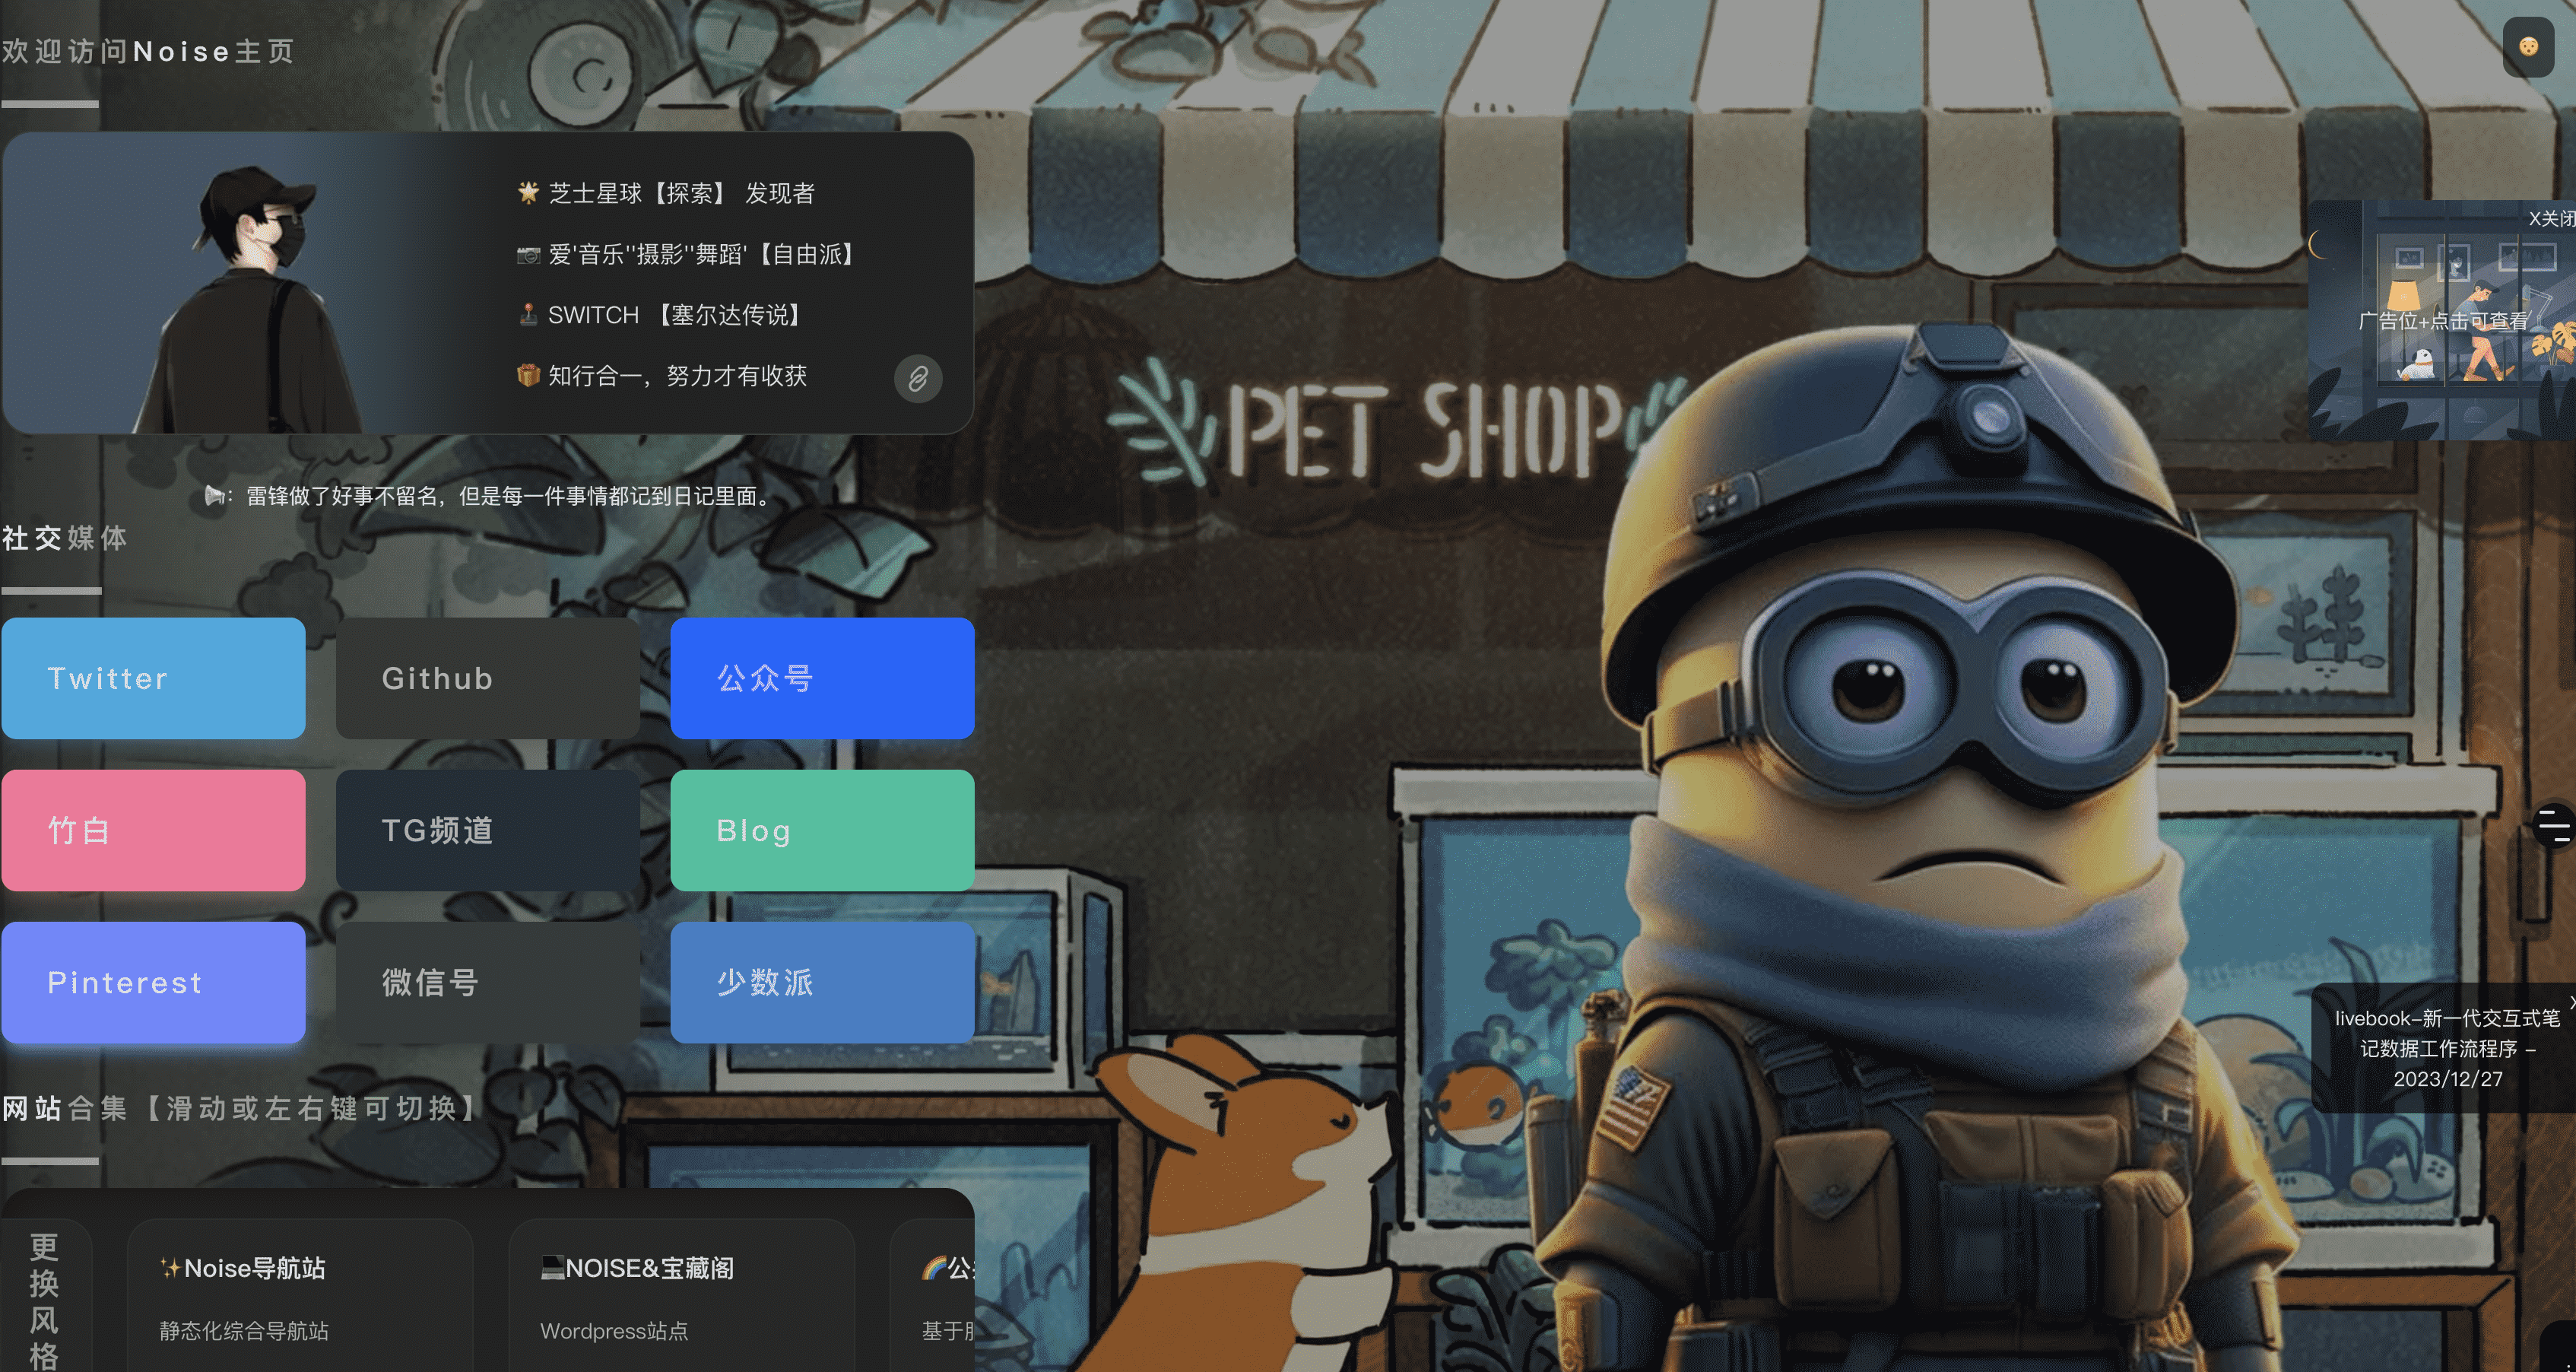 欢迎访问Noise主页
🌟 芝士星球【探索】 发现者
📷 爱'音乐''摄影''舞蹈'【自由派】
🕹 SWITCH 【塞尔达传说】
🎁 知行合一，努力才有收获
📢：雷锋做了好事不留名，但是每一件事情都记到日记里面。
社交媒体
Twitter
Github
公众号
竹白
TG频道
Blog
Pinterest
微信号
少数派
网站合集【滑动或左右键可切换】
更换风格
✨Noise导航站
静态化综合导航站
💻NOISE&宝藏阁
Wordpress站点
🌈公
基于
PET SHOP
X关闭
广告位+点击可查看
X
livebook-新一代交互式笔
记数据工作流程序 -
2023/12/27